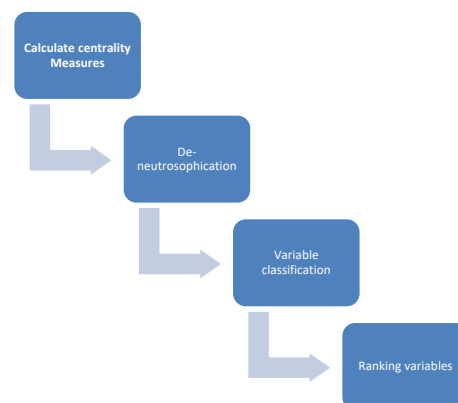 Calculate centrality
Measures
De-
neutrosophication
Variable
classification
Ranking variables